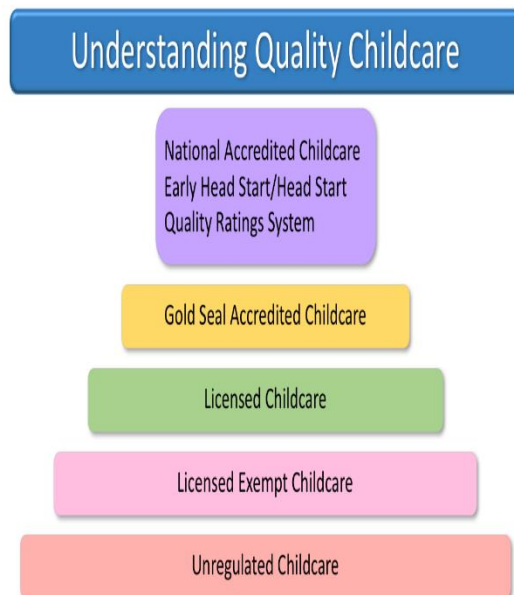 Understanding Quality Childcare
National Accredited Childcare
Early Head Start/Head Start
Quality Ratings System
Gold Seal Accredited Childcare
Licensed Childcare
Licensed Exempt Childcare
Unregulated Childcare